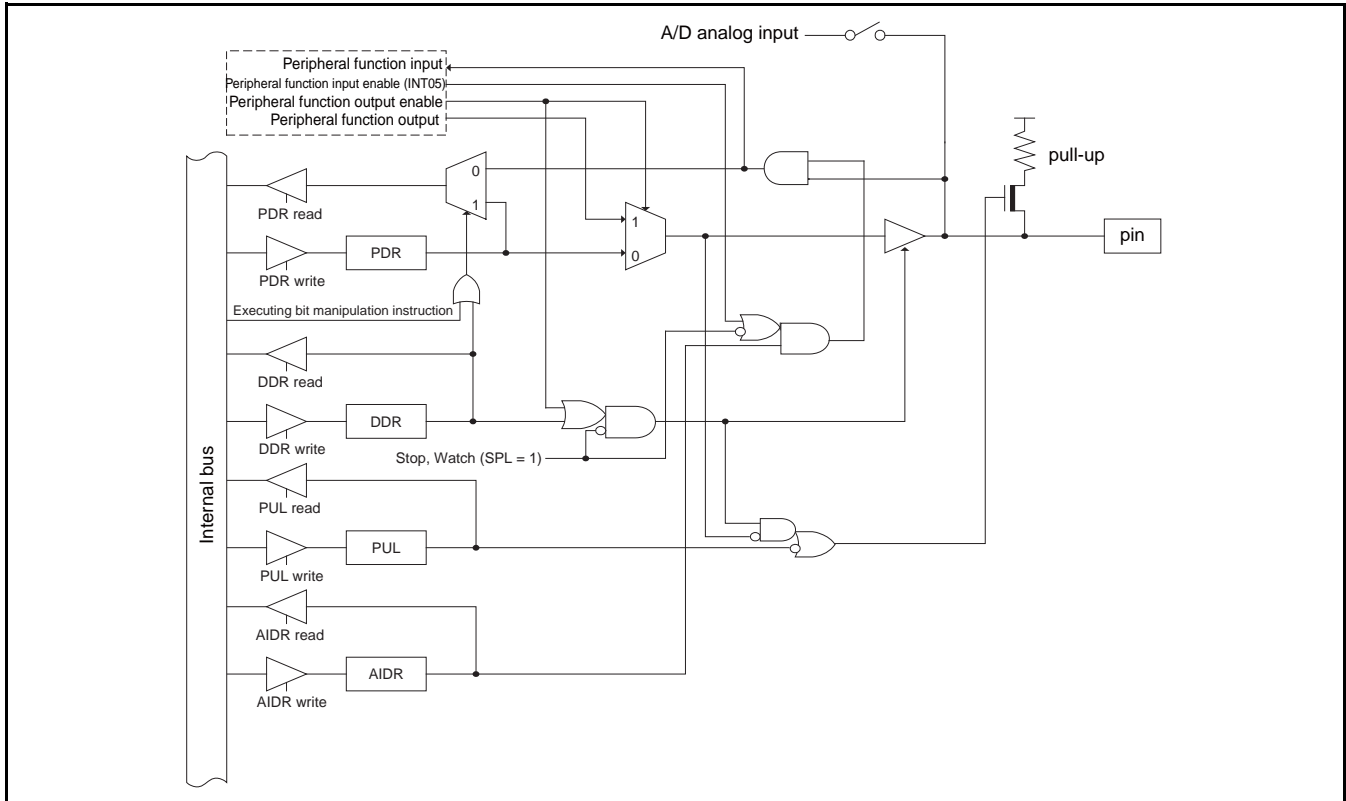 A/D analog input
Peripheral function input
Peripheral function input enable (INT05)
Peripheral function output enable
Peripheral function output
pull-up
0
1
PDR read
1
0
pin
PDR
PDR write
Executing bit manipulation instruction
DDR read
DDR
DDR write
Stop, Watch (SPL = 1)
Internal bus
PUL read
PUL
PUL write
AIDR read
AIDR
AIDR write